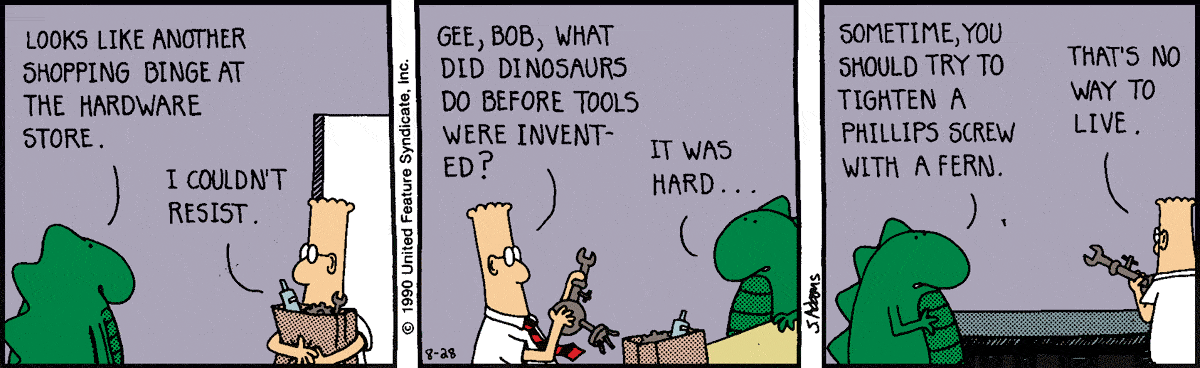 LOOKS LIKE ANOTHER
SHOPPING BINGE AT
THE HARDWARE
STORE.
I COULDN'T
RESIST.
© 1990 United Feature Syndicate, Inc.
GEE, BOB, WHAT
DID DINOSAURS
DO BEFORE TOOLS
WERE INVENT-
ED?
IT WAS
HARD...
8-28
S.Adams
SOMETIME, YOU
SHOULD TRY TO
TIGHTEN A
PHILLIPS SCREW
WITH A FERN.
THAT'S NO
WAY TO
LIVE.